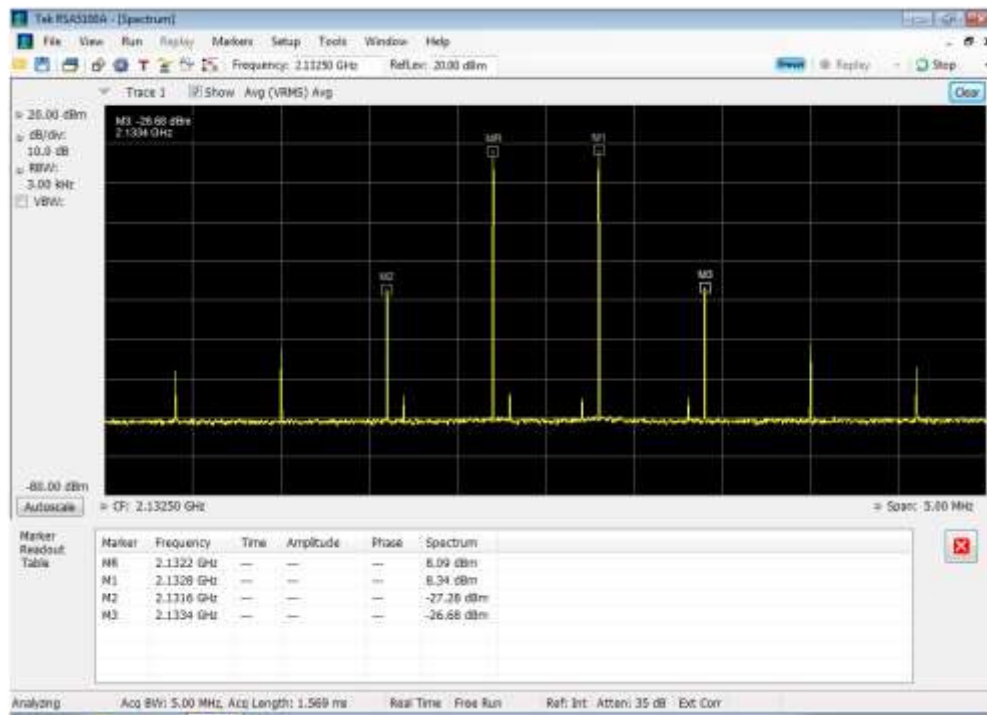 Tek RSA5100A - [Spectrum]
File View Run Replay Markers Setup Tools Window Help
Frequency: 2.13250 GHz RefLev: 20.00 dBm
Preset Replay Stop
Trace 1 Show Avg (VRMS) Avg
Clear
20.00 dBm
dB/div:
10.0 dB
RBW:
3.00 kHz
VBW:
M3 -26.68 dBm
2.1334 GHz
MR
M1
M2
M3
-80.00 dBm
Autoscale CF: 2.13250 GHz Span: 5.00 MHz
Marker
Readout
Table
Marker Frequency Time Amplitude Phase Spectrum
MR 2.1322 GHz --- --- --- 8.09 dBm
M1 2.1328 GHz --- --- --- 8.34 dBm
M2 2.1316 GHz --- --- --- -27.28 dBm
M3 2.1334 GHz --- --- --- -26.68 dBm
Analyzing Acq BW: 5.00 MHz, Acq Length: 1.569 ms Real Time Free Run Ref: Int Atten: 35 dB Ext Corr